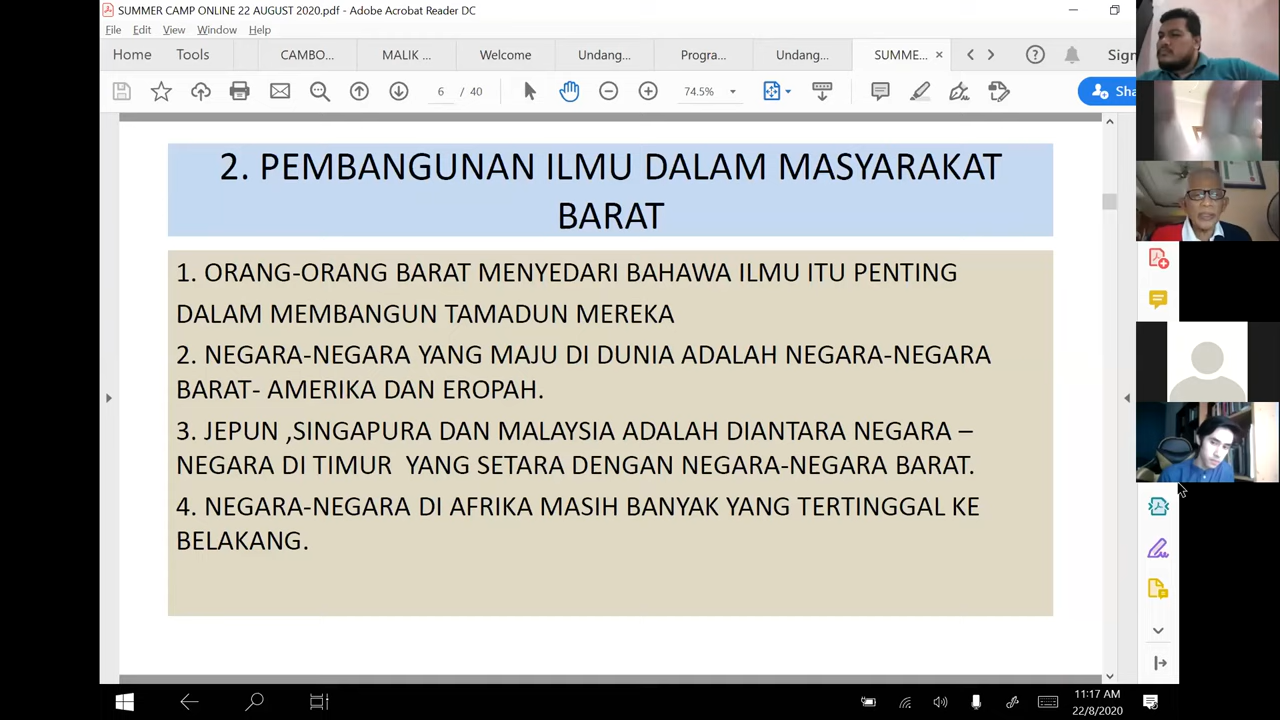 SUMMER CAMP ONLINE 22 AUGUST 2020.pdf - Adobe Acrobat Reader DC
File Edit View Window Help
Home Tools CAMBO... MALIK ... Welcome Undang... Progra... Undang... SUMME... × Sign
6 / 40 74.5% Sha
2. PEMBANGUNAN ILMU DALAM MASYARAKAT
BARAT
1. ORANG-ORANG BARAT MENYEDARI BAHAWA ILMU ITU PENTING
DALAM MEMBANGUN TAMADUN MEREKA
2. NEGARA-NEGARA YANG MAJU DI DUNIA ADALAH NEGARA-NEGARA
BARAT- AMERIKA DAN EROPAH.
3. JEPUN ,SINGAPURA DAN MALAYSIA ADALAH DIANTARA NEGARA –
NEGARA DI TIMUR YANG SETARA DENGAN NEGARA-NEGARA BARAT.
4. NEGARA-NEGARA DI AFRIKA MASIH BANYAK YANG TERTINGGAL KE
BELAKANG.
11:17 AM
22/8/2020